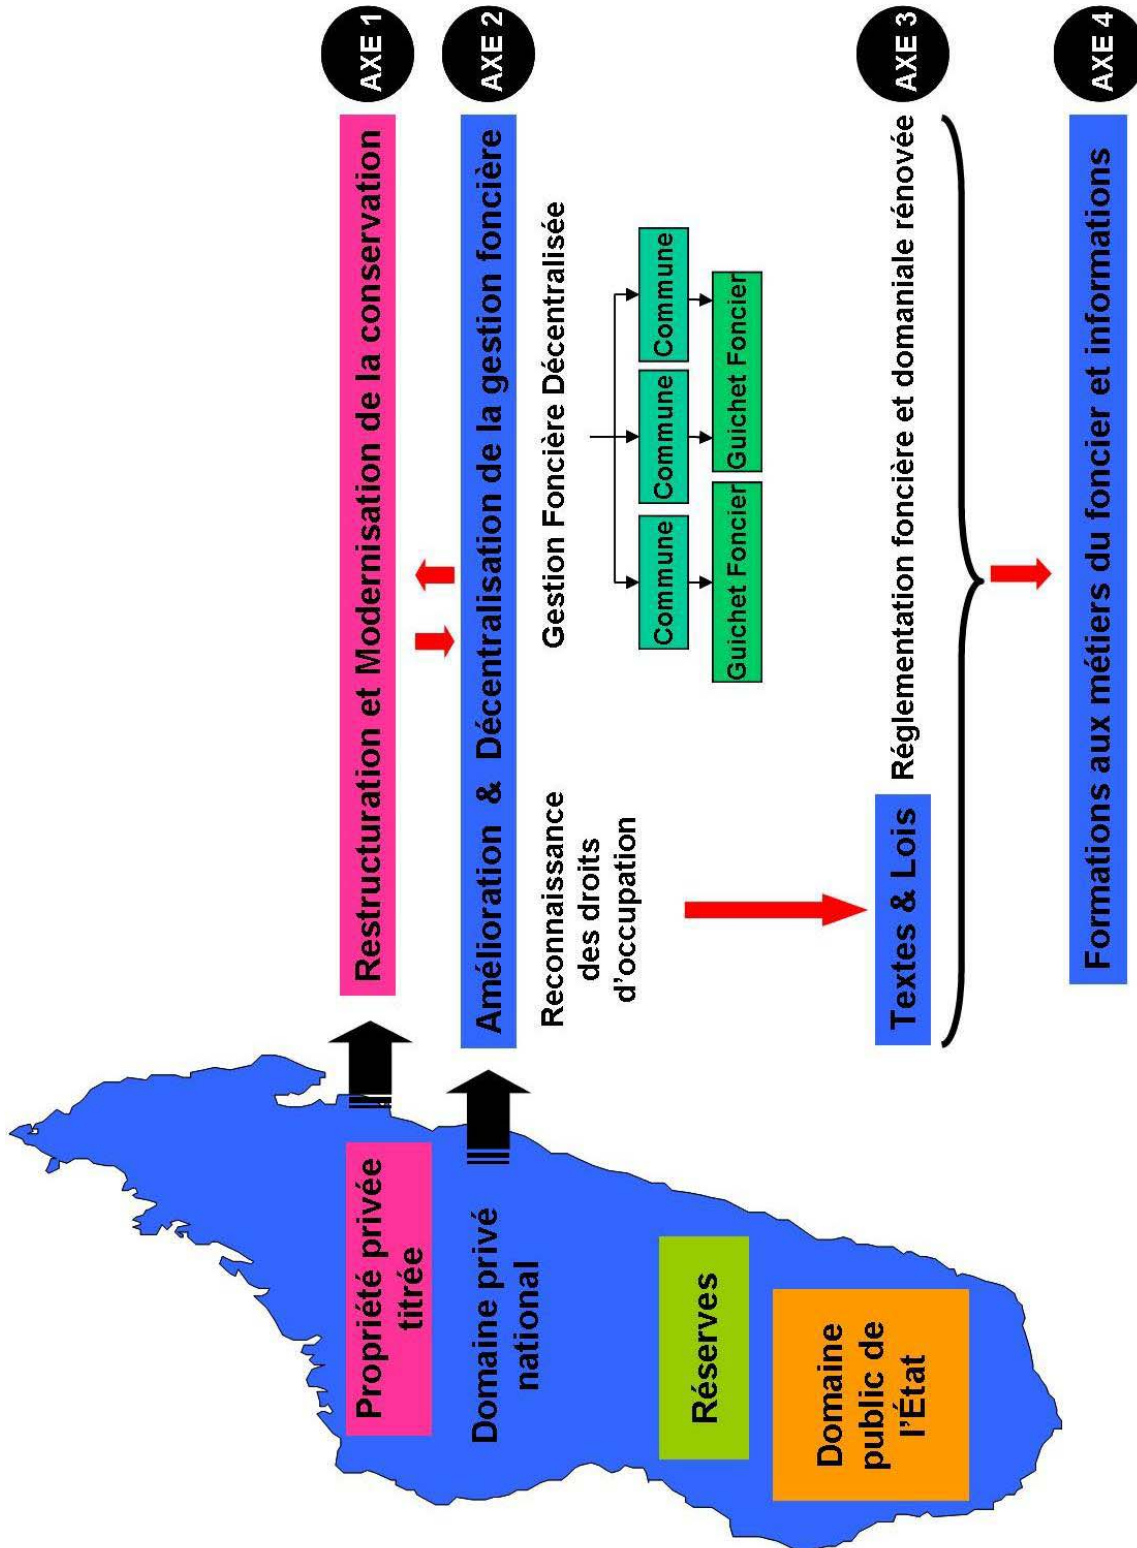 Propriété privée
titrée
Domaine privé
national
Réserves
Domaine
public de
l'État
Restructuration et Modernisation de la conservation
AXE 1
Amélioration & Décentralisation de la gestion foncière
AXE 2
Reconnaissance
des droits
d'occupation
Gestion Foncière Décentralisée
Commune
Commune
Commune
Guichet Foncier
Guichet Foncier
Textes & Lois
Réglementation foncière et domaniale rénovée
AXE 3
Formations aux métiers du foncier et informations
AXE 4